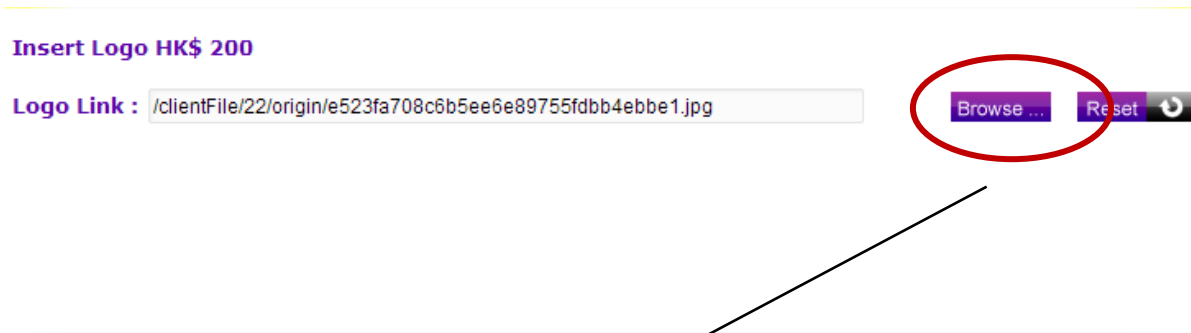 Insert Logo HK$ 200
Logo Link : /clientFile/22/origin/e523fa708c6b5ee6e89755fdbb4ebbe1.jpg Browse ... Reset